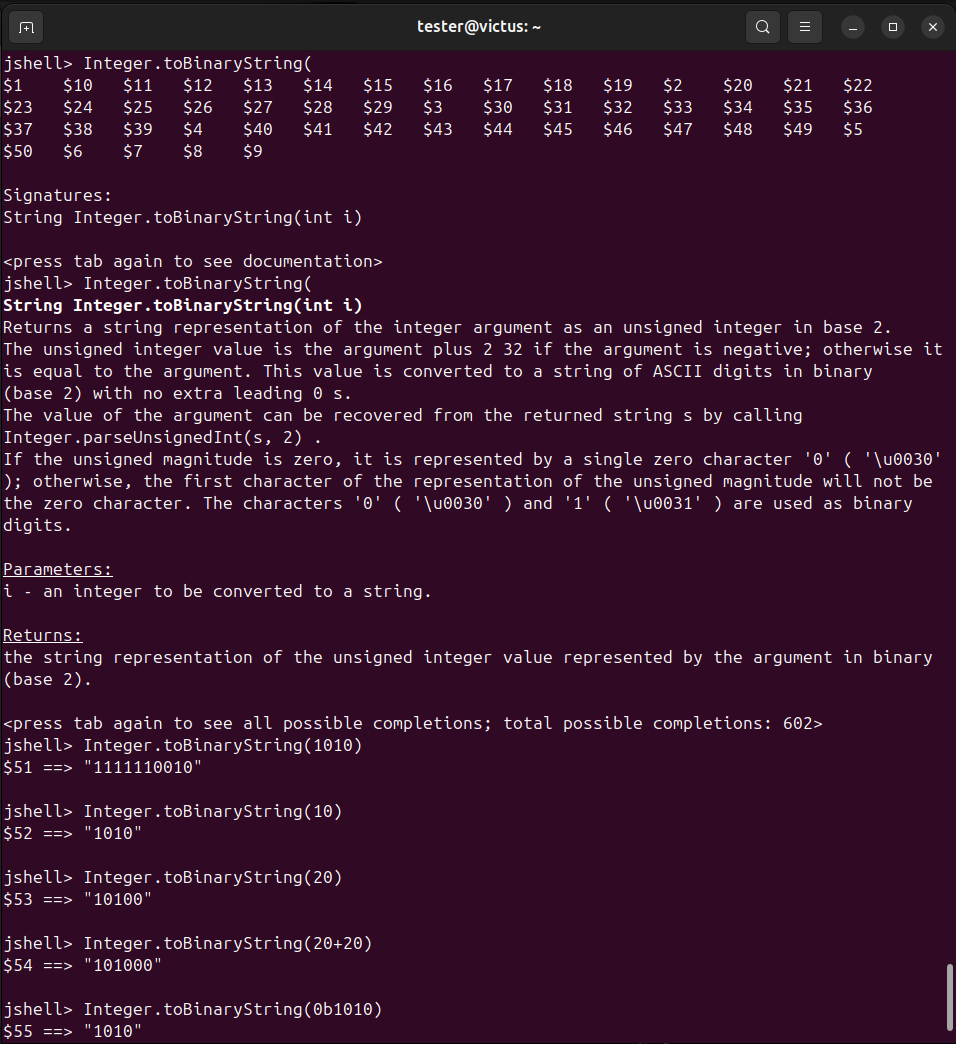 tester@victus: ~
jshell> Integer.toBinaryString(
$1 $10 $11 $12 $13 $14 $15 $16 $17 $18 $19 $2 $20 $21 $22
$23 $24 $25 $26 $27 $28 $29 $3 $30 $31 $32 $33 $34 $35 $36
$37 $38 $39 $4 $40 $41 $42 $43 $44 $45 $46 $47 $48 $49 $5
$50 $6 $7 $8 $9
Signatures:
String Integer.toBinaryString(int i)
<press tab again to see documentation>
jshell> Integer.toBinaryString(
String Integer.toBinaryString(int i)
Returns a string representation of the integer argument as an unsigned integer in base 2.
The unsigned integer value is the argument plus 2 32 if the argument is negative; otherwise it
is equal to the argument. This value is converted to a string of ASCII digits in binary
(base 2) with no extra leading 0 s.
The value of the argument can be recovered from the returned string s by calling
Integer.parseUnsignedInt(s, 2) .
If the unsigned magnitude is zero, it is represented by a single zero character '0' ( '\u0030'
); otherwise, the first character of the representation of the unsigned magnitude will not be
the zero character. The characters '0' ( '\u0030' ) and '1' ( '\u0031' ) are used as binary
digits.
Parameters:
i - an integer to be converted to a string.
Returns:
the string representation of the unsigned integer value represented by the argument in binary
(base 2).
<press tab again to see all possible completions; total possible completions: 602>
jshell> Integer.toBinaryString(1010)
$51 ==> "1111110010"
jshell> Integer.toBinaryString(10)
$52 ==> "1010"
jshell> Integer.toBinaryString(20)
$53 ==> "10100"
jshell> Integer.toBinaryString(20+20)
$54 ==> "101000"
jshell> Integer.toBinaryString(0b1010)
$55 ==> "1010"